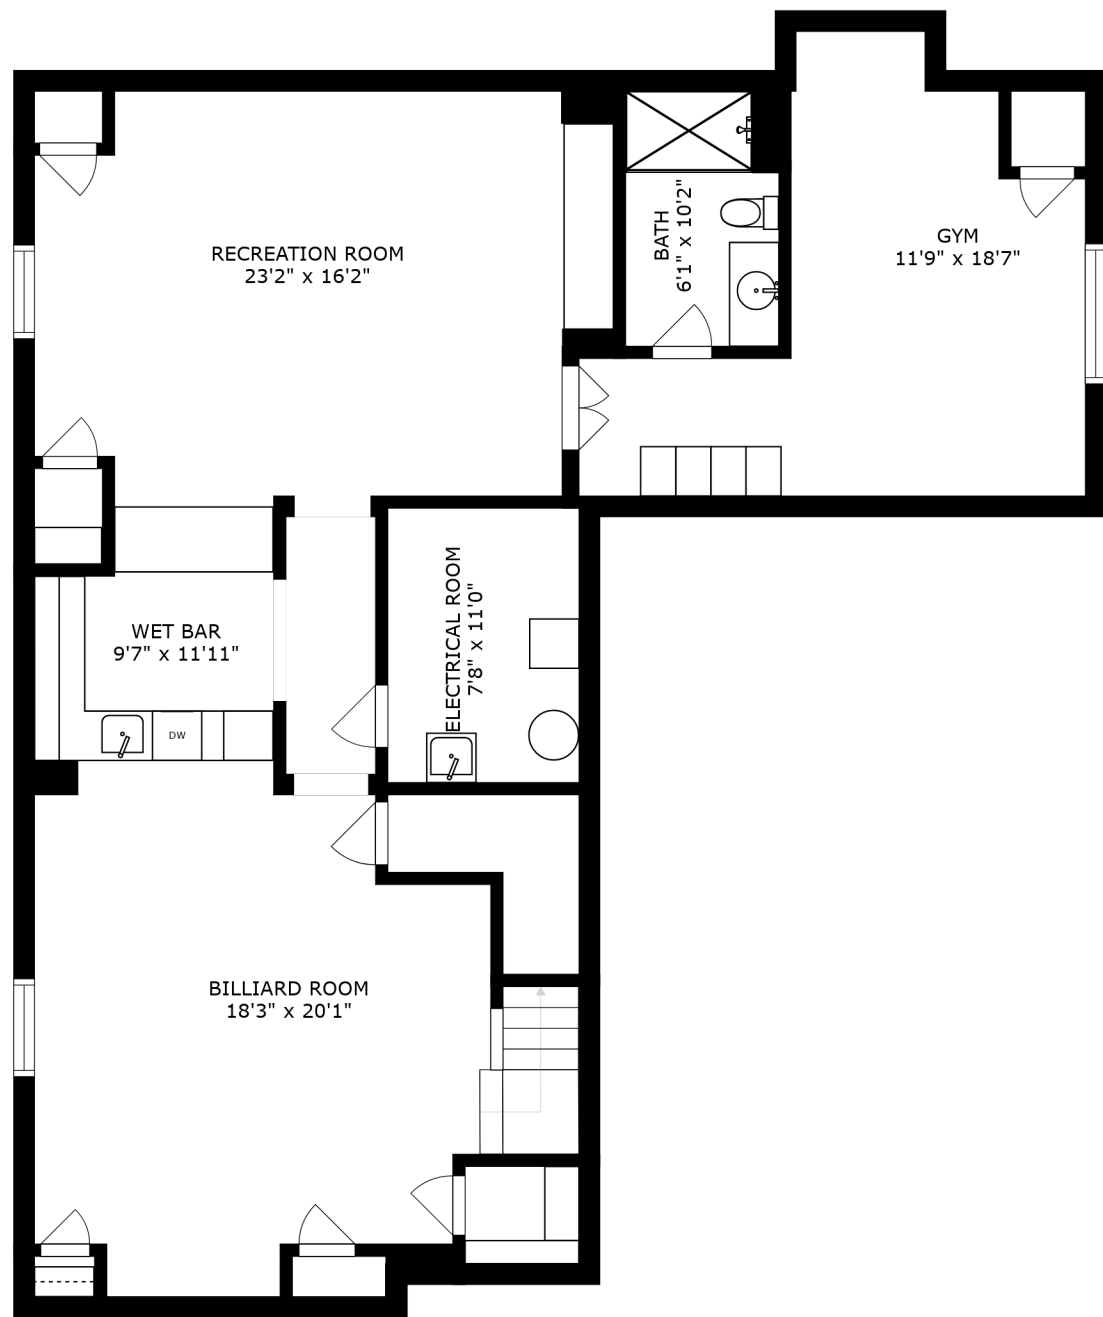 RECREATION ROOM
23'2" x 16'2"
BATH
6'1" x 10'2"
GYM
11'9" x 18'7"
WET BAR
9'7" x 11'11"
DW
ELECTRICAL ROOM
7'8" x 11'0"
BILLIARD ROOM
18'3" x 20'1"